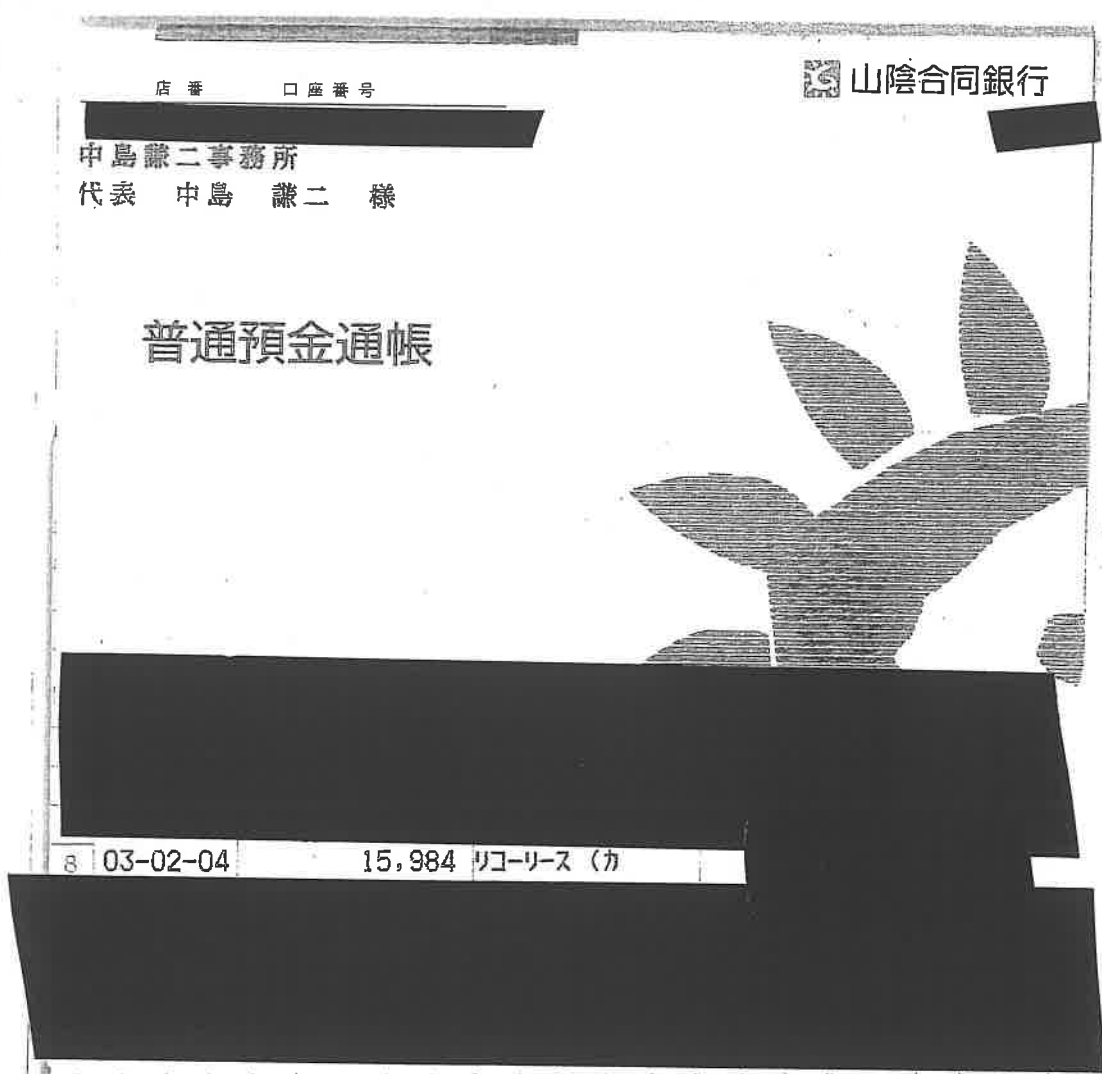 店番 口座番号
山陰合同銀行
中島謙二事務所
代表 中島 謙二 様
普通預金通帳
8 03-02-04 15,984 リコーリース (カ